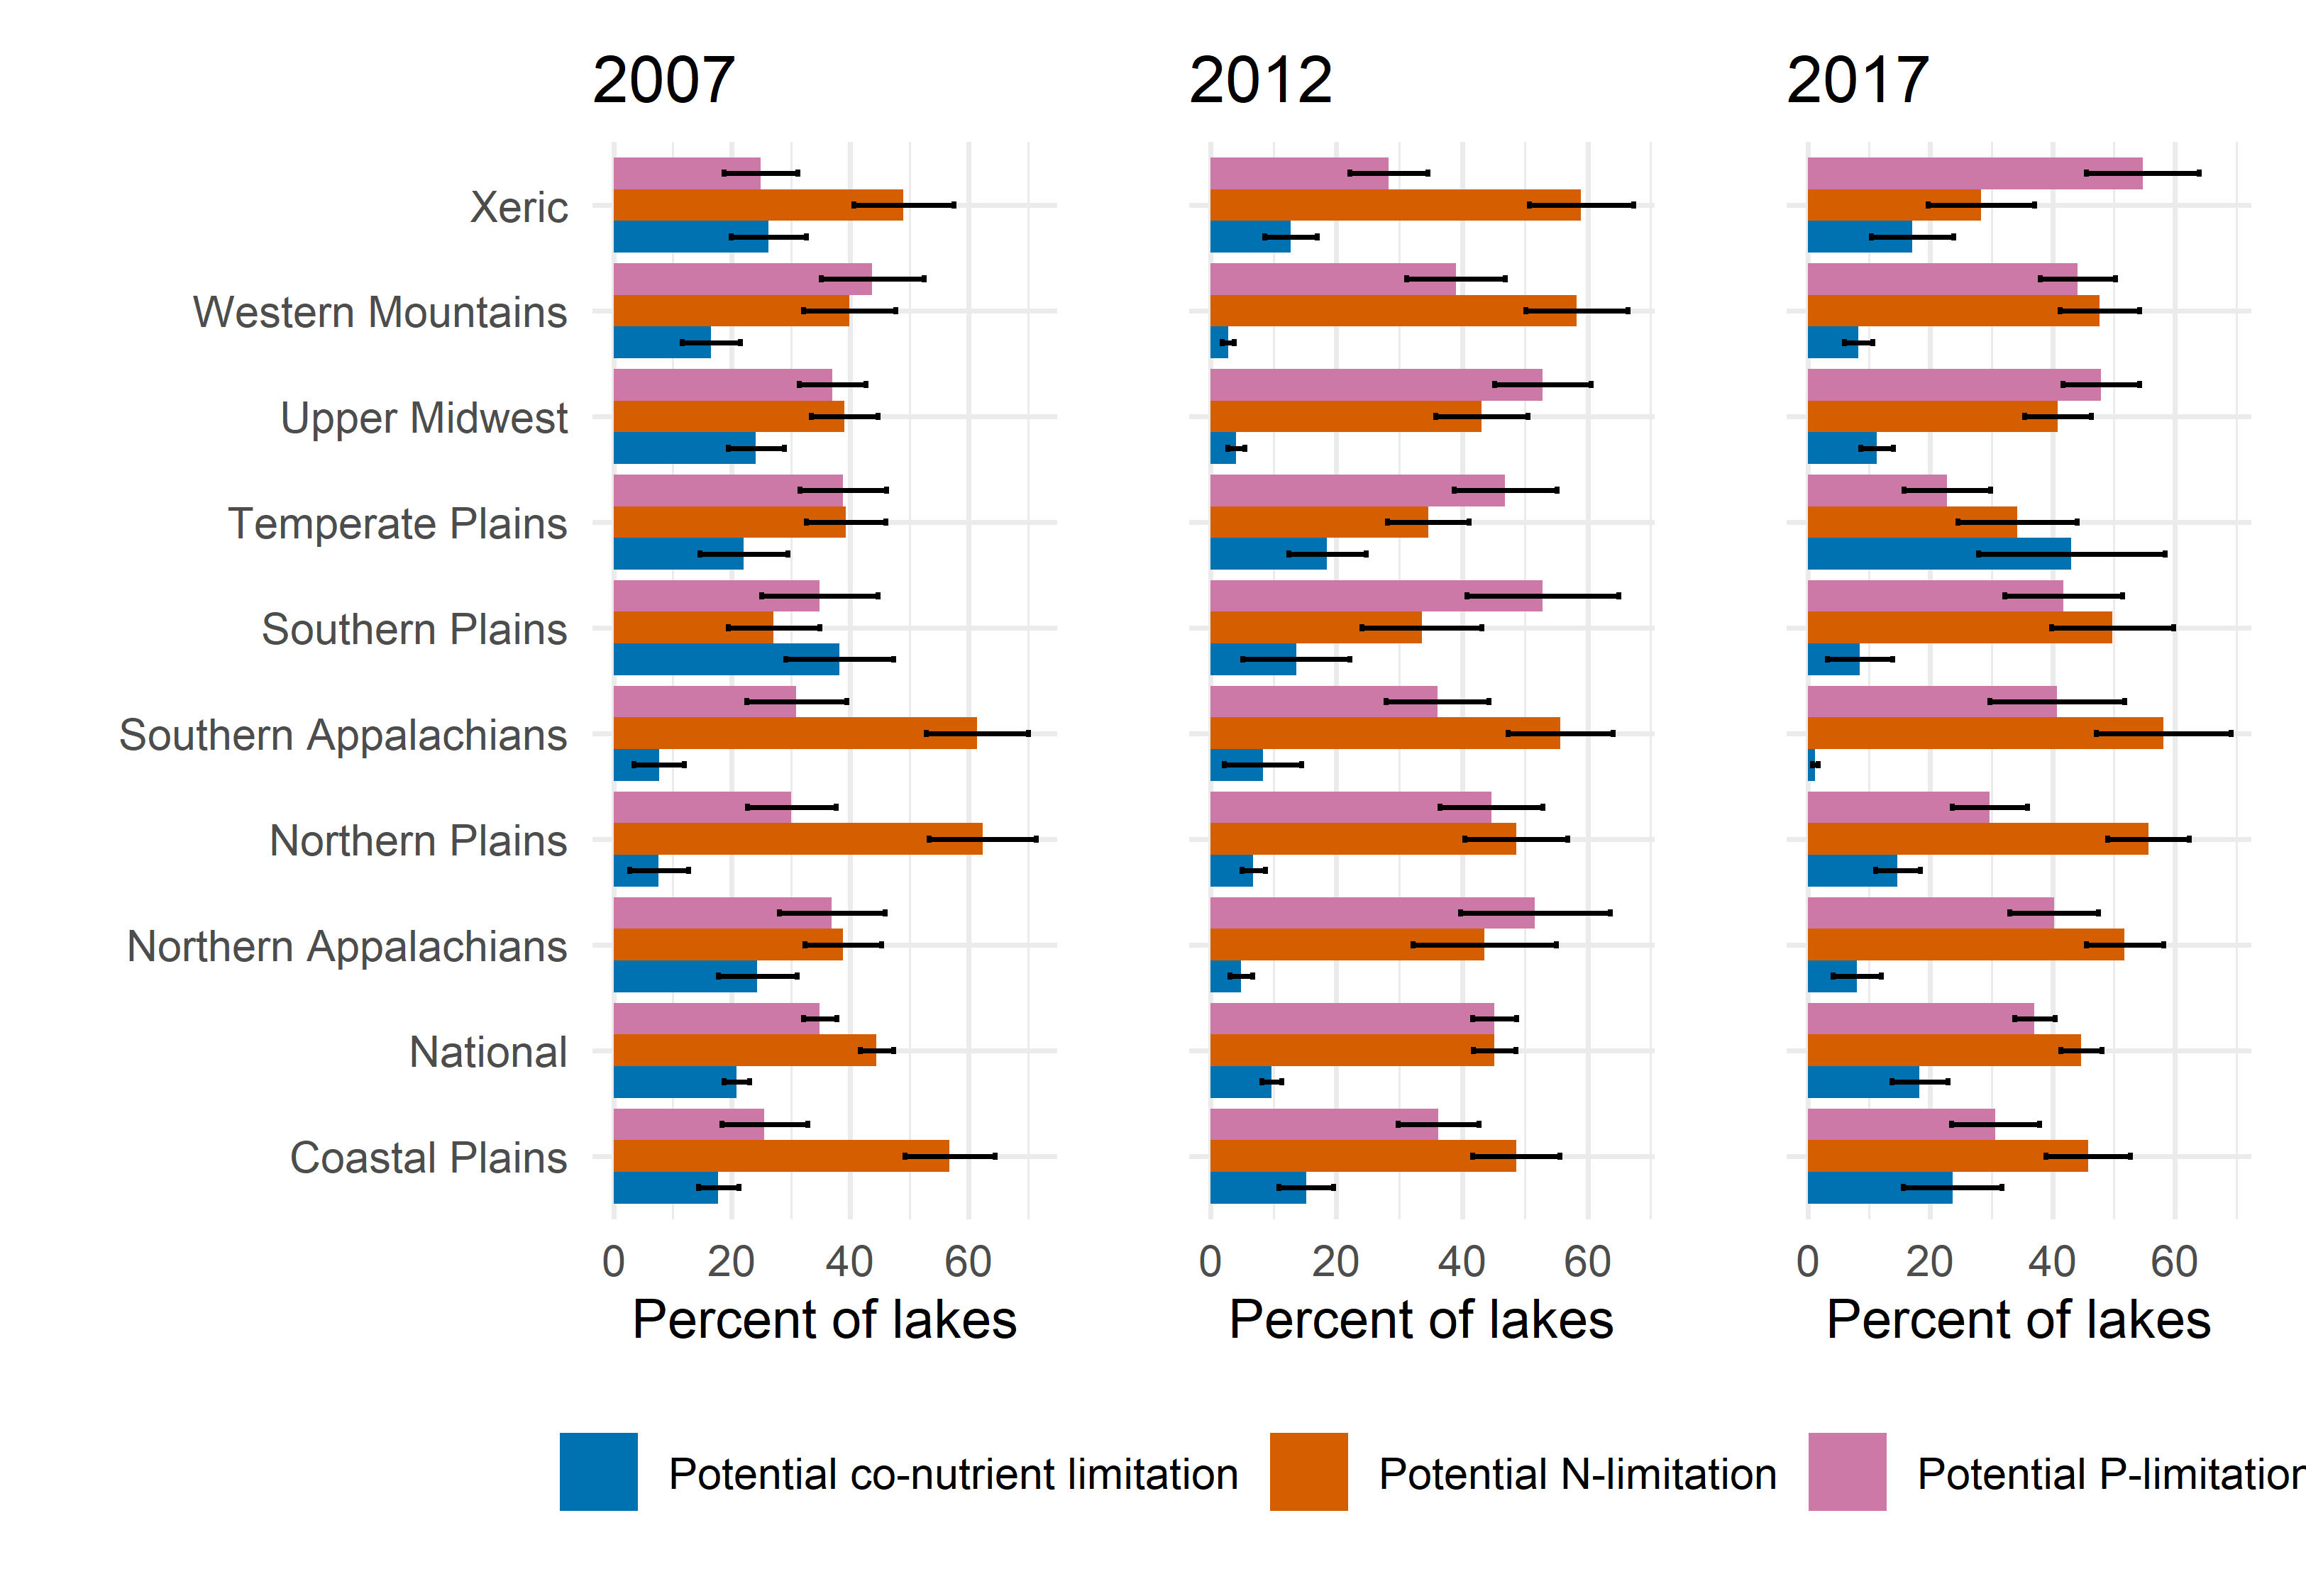 2007 2012 2017
Xeric
Western Mountains
Upper Midwest
Temperate Plains
Southern Plains
Southern Appalachians
Northern Plains
Northern Appalachians
National
Coastal Plains
0 20 40 60 0 20 40 60 0 20 40 60
Percent of lakes Percent of lakes Percent of lakes
Potential co-nutrient limitation Potential N-limitation Potential P-limitation